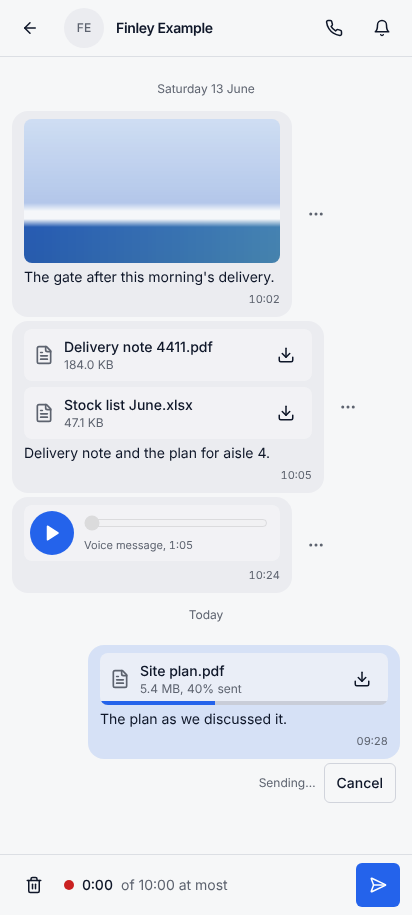 FE
Finley Example
Saturday 13 June
The gate after this morning's delivery.
10:02
Delivery note 4411.pdf
184.0 KB
Stock list June.xlsx
47.1 KB
Delivery note and the plan for aisle 4.
10:05
Voice message, 1:05
10:24
Today
Site plan.pdf
5.4 MB, 40% sent
The plan as we discussed it.
09:28
Sending... Cancel
0:00 of 10:00 at most